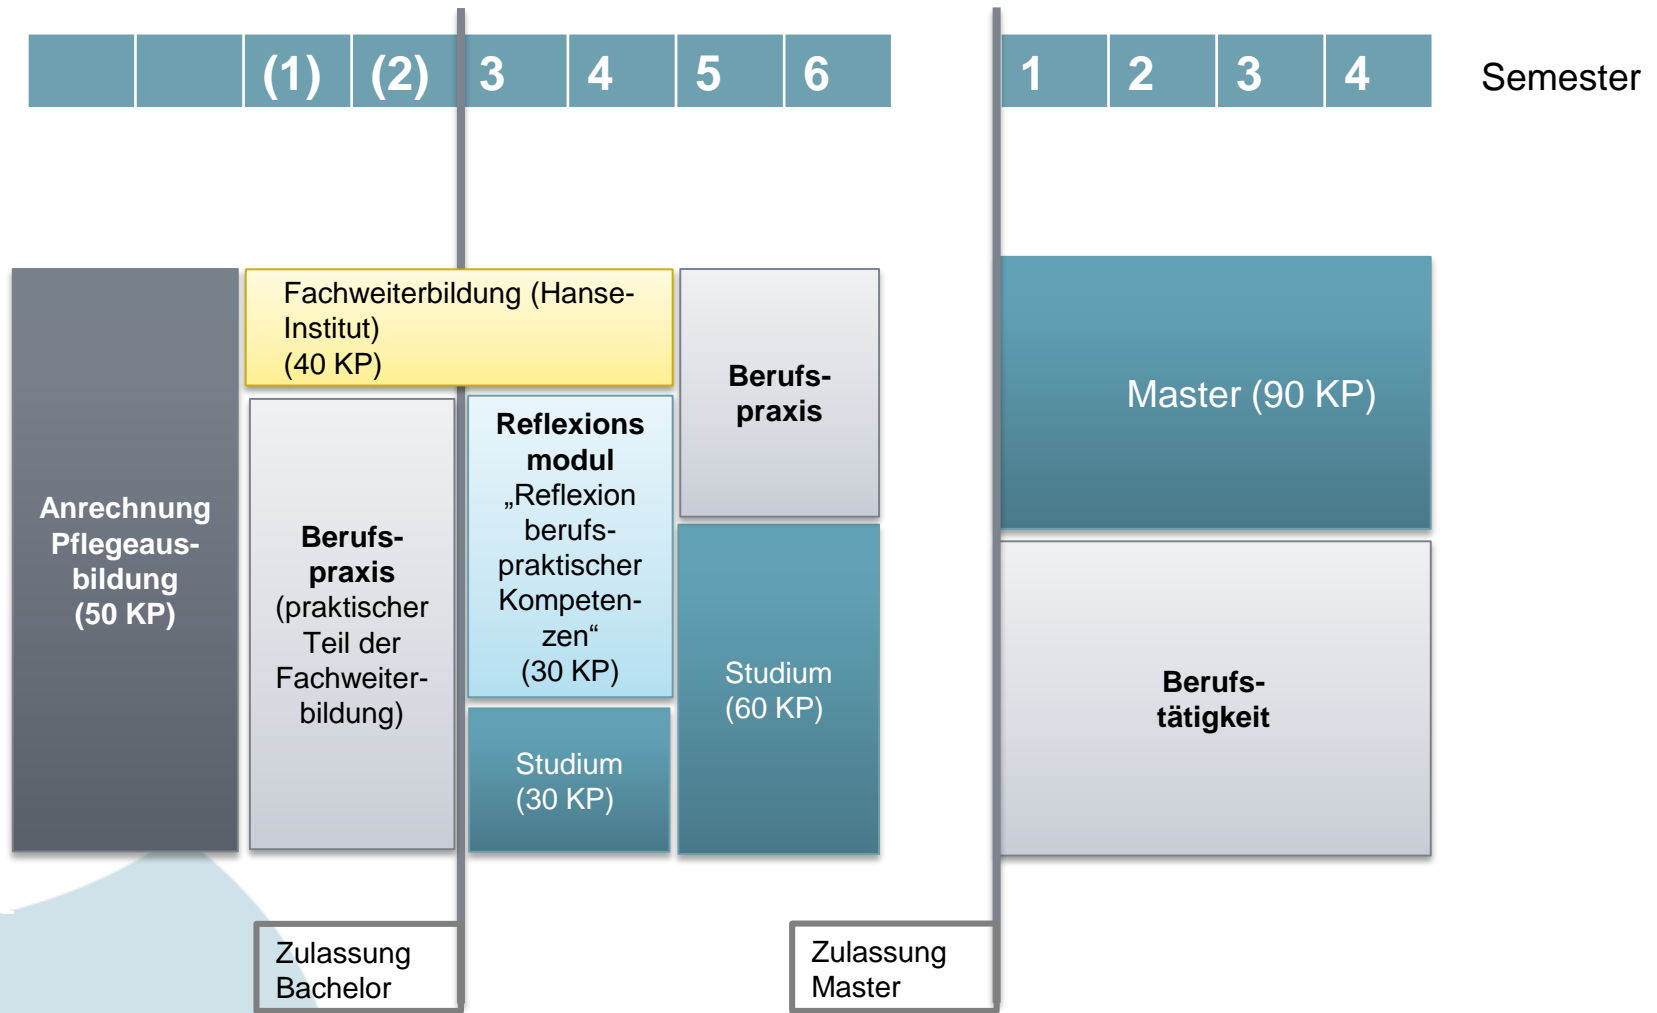 (1) (2) 3 4 5 6 1 2 3 4 Semester
Anrechnung
Pflegeaus-
bildung
(50 KP)
Fachweiterbildung (Hanse-
Institut)
(40 KP)
Berufs-
praxis
(praktischer
Teil der
Fachweiter-
bildung)
Reflexions
modul
„Reflexion
berufs-
praktischer
Kompeten-
zen“
(30 KP)
Studium
(30 KP)
Berufs-
praxis
Studium
(60 KP)
Master (90 KP)
Berufs-
tätigkeit
Zulassung
Bachelor
Zulassung
Master